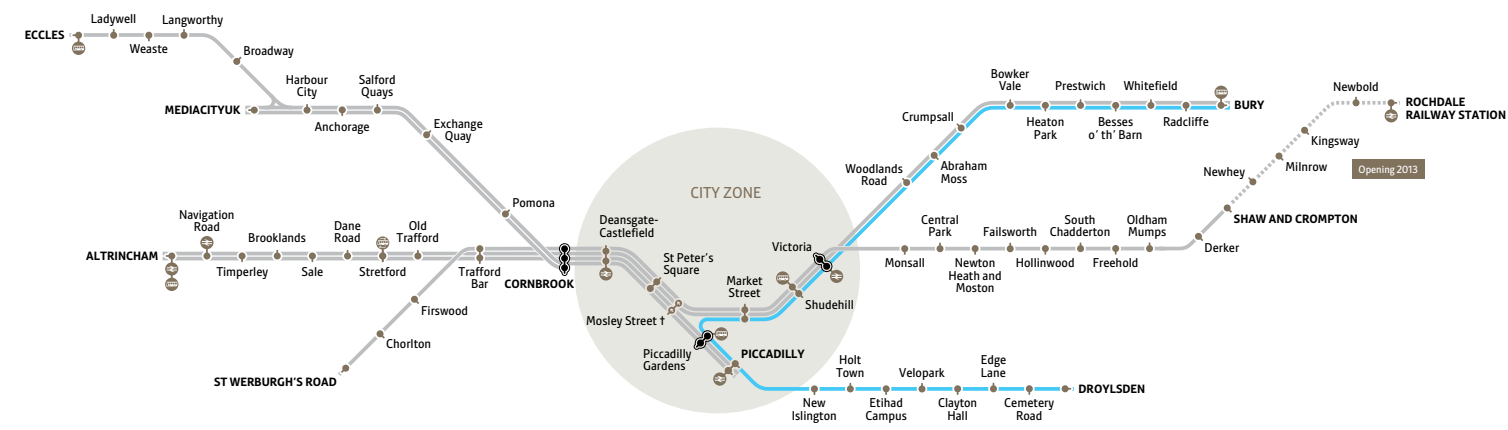 ECCLES
Ladywell
Weaste
Langworthy
Broadway
MEDIACITYUK
Harbour
City
Anchorage
Salford
Quays
Exchange
Quay
Pomona
ALTRINCHAM
Navigation
Road
Timperley
Brooklands
Sale
Dane
Road
Stretford
Old
Trafford
Trafford
Bar
CORNBROOK
Firswood
Chorlton
ST WERBURGH'S ROAD
CITY ZONE
Deansgate-
Castlefield
St Peter's
Square
Mosley Street †
Piccadilly
Gardens
PICCADILLY
Market
Street
Shudehill
Victoria
Woodlands
Road
Abraham
Moss
Crumpsall
Bowker
Vale
Heaton
Park
Prestwich
Besses
o' th' Barn
Whitefield
Radcliffe
BURY
Monsall
Central
Park
Newton
Heath and
Moston
Failsworth
Hollinwood
South
Chadderton
Freehold
Oldham
Mumps
Derker
SHAW AND CROMPTON
Newhey
Milnrow
Kingsway
Newbold
ROCHDALE
RAILWAY STATION
Opening 2013
New
Islington
Holt
Town
Etihad
Campus
Velopark
Clayton
Hall
Edge
Lane
Cemetery
Road
DROYLSDEN